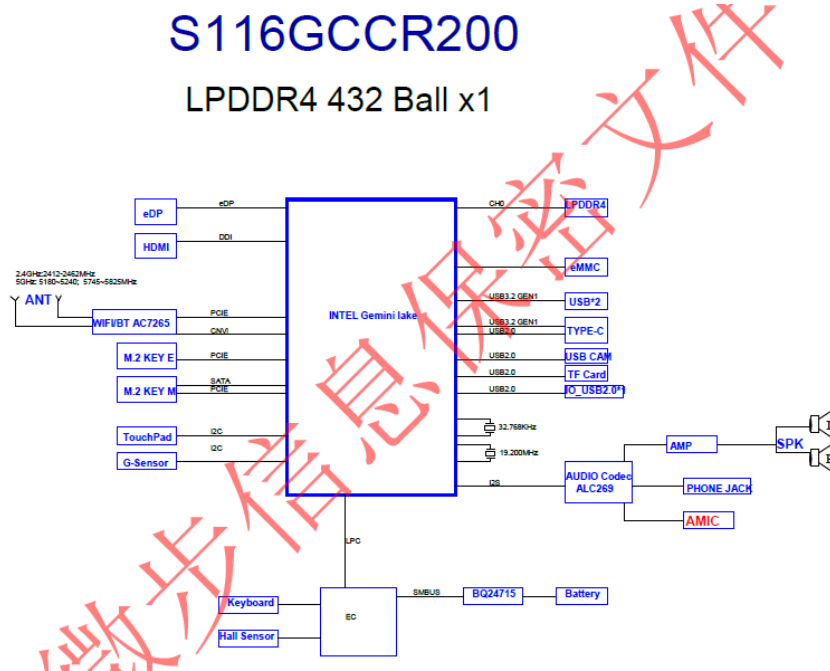 S116GCCR200
LPDDR4 432 Ball x1
eDP
eDP
CH0
LPDDR4
HDMI
DDI
eMMC
2.4GHz:2412-2462MHz
5GHz: 5180~5240; 5745~5825MHz
ANT
USB3.2 GEN1
USB*2
WIFI/BT AC7265
PCIE
CNVI
INTEL Gemini lake
USB3.2 GEN1
USB2.0
TYPE-C
M.2 KEY E
PCIE
USB2.0
USB CAM
USB2.0
TF Card
M.2 KEY M
SATA
PCIE
USB2.0
IO_USB2.0*1
TouchPad
I2C
32.768KHz
G-Sensor
I2C
19.200MHz
AMP
SPK
I2S
AUDIO Codec
ALC269
PHONE JACK
AMIC
LPC
Keyboard
Hall Sensor
EC
SMBUS
BQ24715
Battery
微步信息保密文件